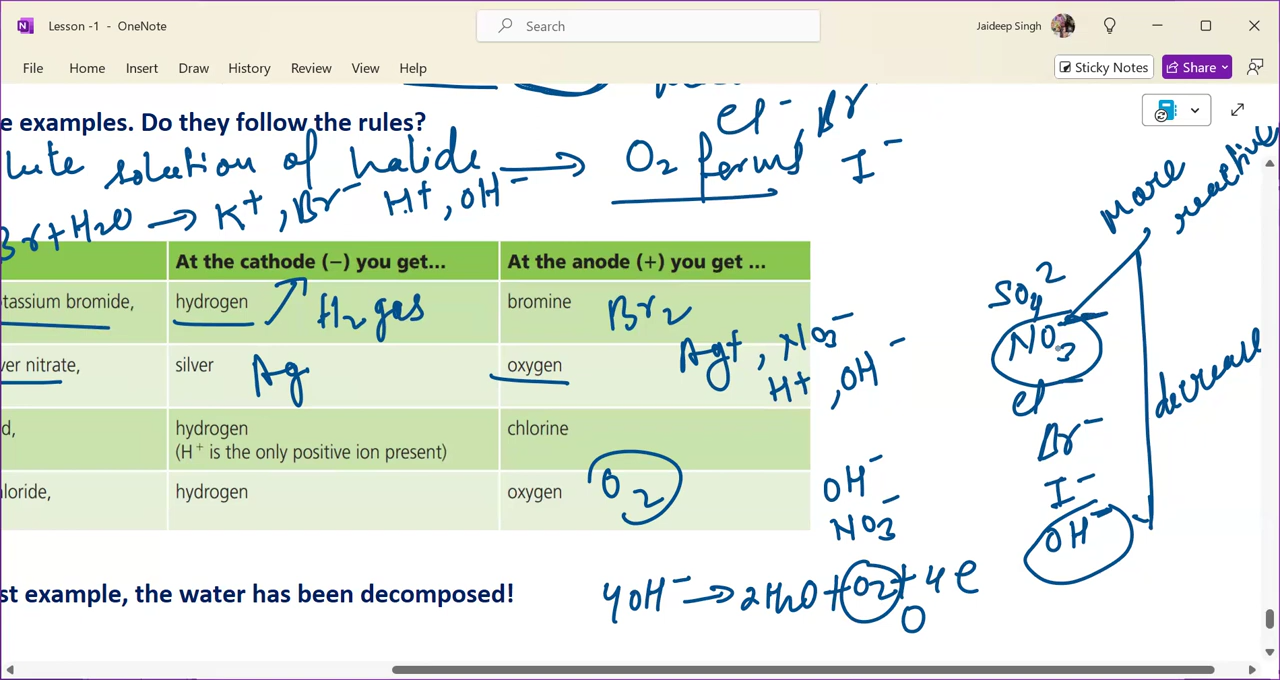 Lesson -1 - OneNote
Search
Jaideep Singh
File Home Insert Draw History Review View Help
Sticky Notes
Share
e examples. Do they follow the rules?
Cl⁻, Br
I⁻
lute solution of halide → O2 forms
Br + H2O → K+, Br⁻ H+, OH⁻
more reactive
At the cathode (−) you get... At the anode (+) you get ...
tassium bromide, hydrogen H2 gas bromine Br2
ver nitrate, silver Ag oxygen Ag+, NO3⁻
H+, OH⁻
d, hydrogen chlorine
(H⁺ is the only positive ion present)
loride, hydrogen oxygen O2
SO4 2
NO3
Cl
Br⁻
I⁻
OH⁻
decrease
OH⁻
NO3⁻
st example, the water has been decomposed!
4OH⁻ → 2H2O + O2 + 4e
O